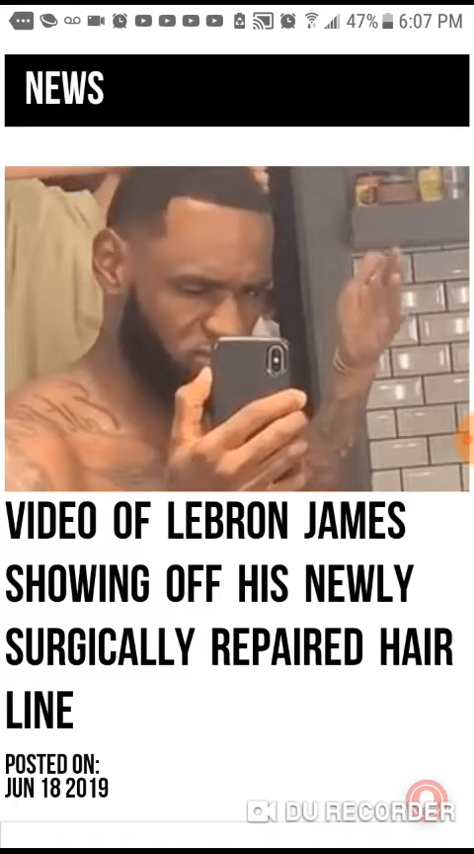 47% 6:07 PM
NEWS
VIDEO OF LEBRON JAMES
SHOWING OFF HIS NEWLY
SURGICALLY REPAIRED HAIR
LINE
POSTED ON:
JUN 18 2019
DU RECORDER